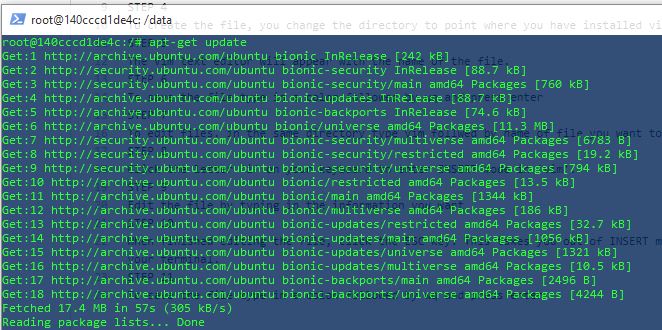 root@140cccd1de4c: /data
STEP 4
root@140cccd1de4c:/# apt-get update
Get:1 http://archive.ubuntu.com/ubuntu bionic InRelease [242 kB]
Get:2 http://security.ubuntu.com/ubuntu bionic-security InRelease [88.7 kB]
Get:3 http://security.ubuntu.com/ubuntu bionic-security/main amd64 Packages [760 kB]
Get:4 http://archive.ubuntu.com/ubuntu bionic-updates InRelease [88.7 kB]
Get:5 http://archive.ubuntu.com/ubuntu bionic-backports InRelease [74.6 kB]
Get:6 http://archive.ubuntu.com/ubuntu bionic/universe amd64 Packages [11.3 MB]
Get:7 http://security.ubuntu.com/ubuntu bionic-security/multiverse amd64 Packages [6783 B]
Get:8 http://security.ubuntu.com/ubuntu bionic-security/restricted amd64 Packages [19.2 kB]
Get:9 http://security.ubuntu.com/ubuntu bionic-security/universe amd64 Packages [794 kB]
Get:10 http://archive.ubuntu.com/ubuntu bionic/restricted amd64 Packages [13.5 kB]
Get:11 http://archive.ubuntu.com/ubuntu bionic/main amd64 Packages [1344 kB]
Get:12 http://archive.ubuntu.com/ubuntu bionic/multiverse amd64 Packages [186 kB]
Get:13 http://archive.ubuntu.com/ubuntu bionic-updates/restricted amd64 Packages [32.7 kB]
Get:14 http://archive.ubuntu.com/ubuntu bionic-updates/main amd64 Packages [1056 kB]
Get:15 http://archive.ubuntu.com/ubuntu bionic-updates/universe amd64 Packages [1321 kB]
Get:16 http://archive.ubuntu.com/ubuntu bionic-updates/multiverse amd64 Packages [10.5 kB]
Get:17 http://archive.ubuntu.com/ubuntu bionic-backports/main amd64 Packages [2496 B]
Get:18 http://archive.ubuntu.com/ubuntu bionic-backports/universe amd64 Packages [4244 B]
Fetched 17.4 MB in 57s (305 kB/s)
Reading package lists... Done